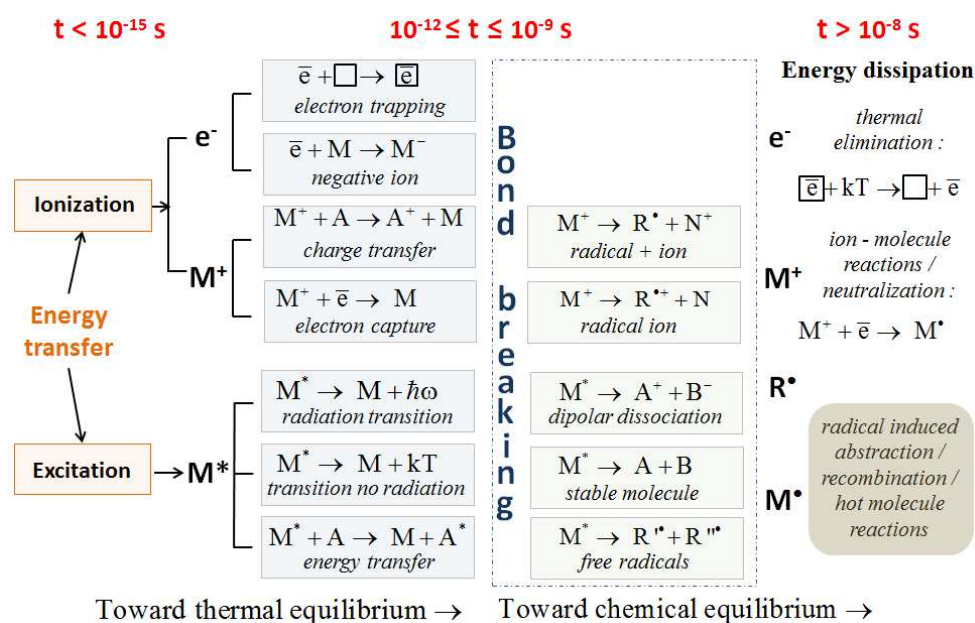 t < 10⁻¹⁵ s
10⁻¹² ≤ t ≤ 10⁻⁹ s
t > 10⁻⁸ s
Energy
transfer
Ionization
Excitation
e⁻
M⁺
M*
e̅ + □ → [e̅]
electron trapping
e̅ + M → M⁻
negative ion
M⁺ + A → A⁺ + M
charge transfer
M⁺ + e̅ → M
electron capture
M* → M + ħω
radiation transition
M* → M + kT
transition no radiation
M* + A → M + A*
energy transfer
Bond breaking
M⁺ → R• + N⁺
radical + ion
M⁺ → R•⁺ + N
radical ion
M* → A⁺ + B⁻
dipolar dissociation
M* → A + B
stable molecule
M* → R'• + R''•
free radicals
Energy dissipation
e⁻
thermal
elimination :
[e̅] + kT → □ + e̅
M⁺
ion - molecule
reactions /
neutralization :
M⁺ + e̅ → M•
R•
M•
radical induced
abstraction /
recombination /
hot molecule
reactions
Toward thermal equilibrium →
Toward chemical equilibrium →